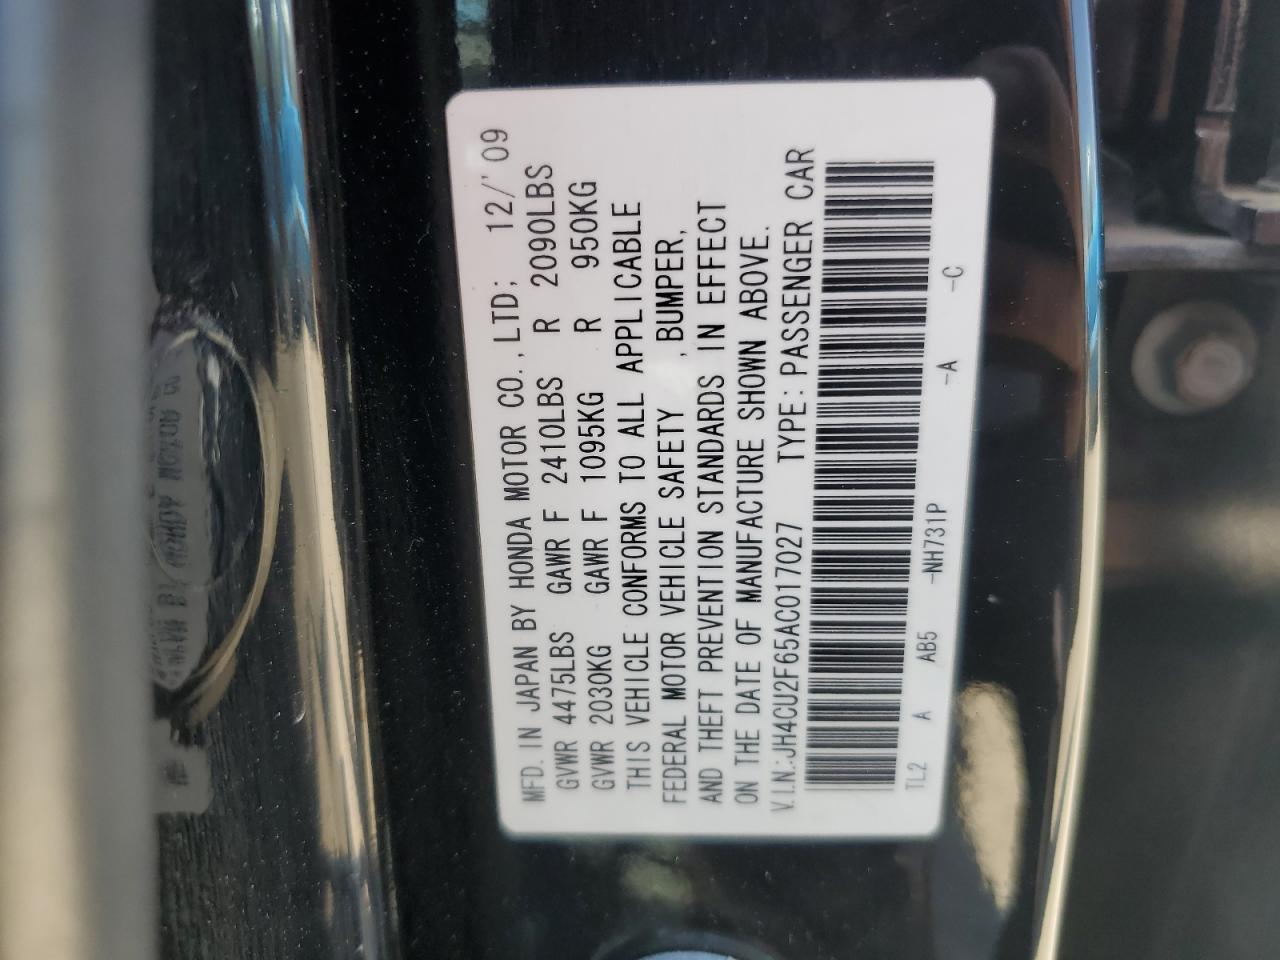 MFD. IN JAPAN BY HONDA MOTOR CO., LTD; 12/'09
GVWR 4475LBS GAWR F 2410LBS R 2090LBS
GVWR 2030KG GAWR F 1095KG R 950KG
THIS VEHICLE CONFORMS TO ALL APPLICABLE
FEDERAL MOTOR VEHICLE SAFETY , BUMPER,
AND THEFT PREVENTION STANDARDS IN EFFECT
ON THE DATE OF MANUFACTURE SHOWN ABOVE.
V.I.N.:JH4CU2F65AC017027 TYPE: PASSENGER CAR
TL2 A AB5 -NH731P -A -C